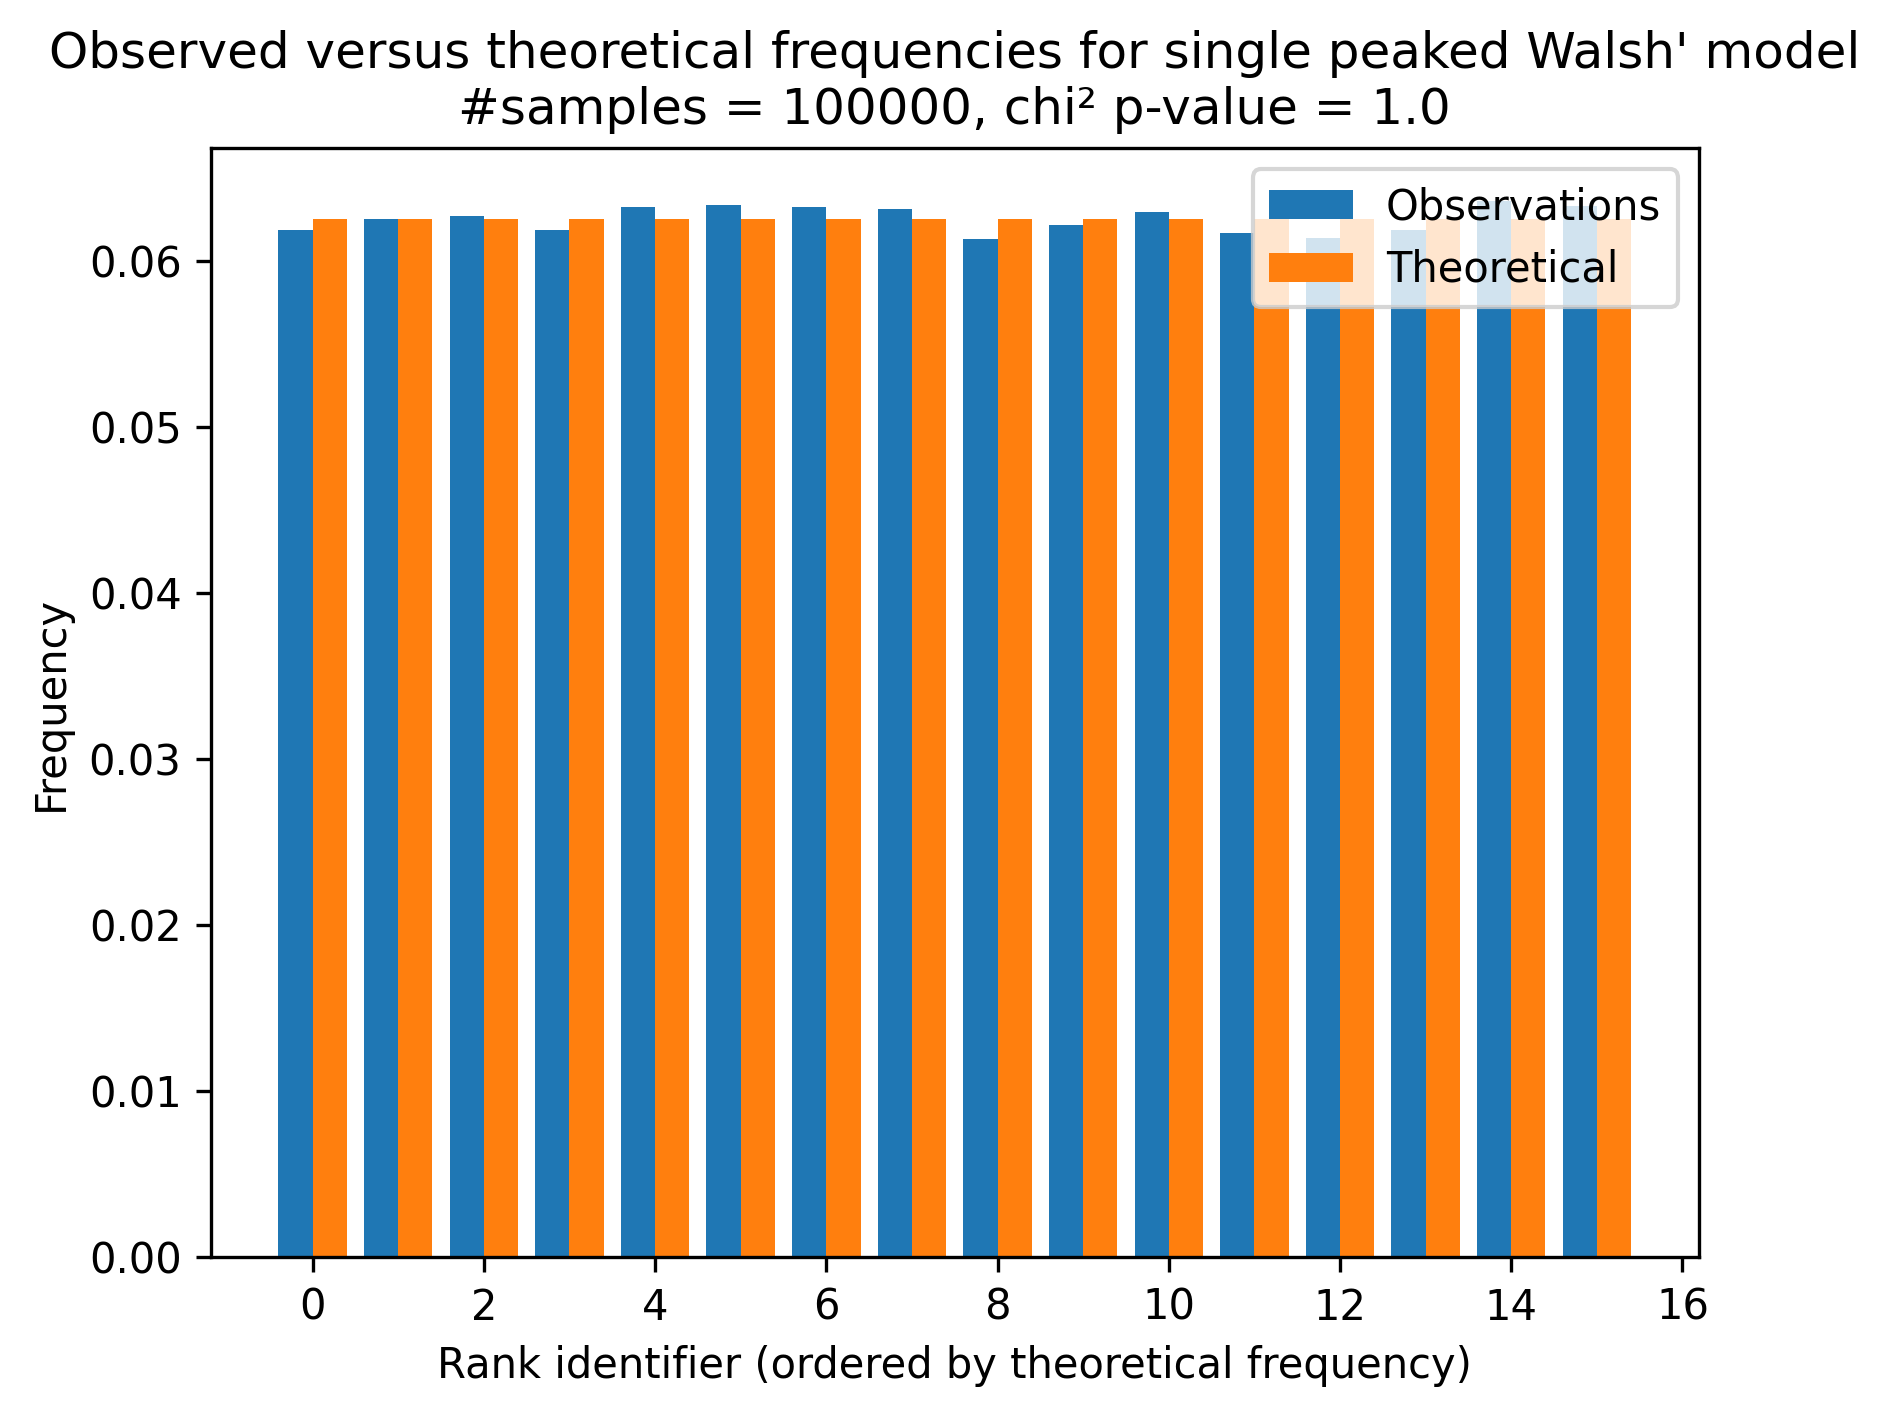 Observed versus theoretical frequencies for single peaked Walsh' model
#samples = 100000, chi² p-value = 1.0
Observations
Theoretical
0.06
0.05
0.04
0.03
0.02
0.01
0.00
Frequency
0 2 4 6 8 10 12 14 16
Rank identifier (ordered by theoretical frequency)